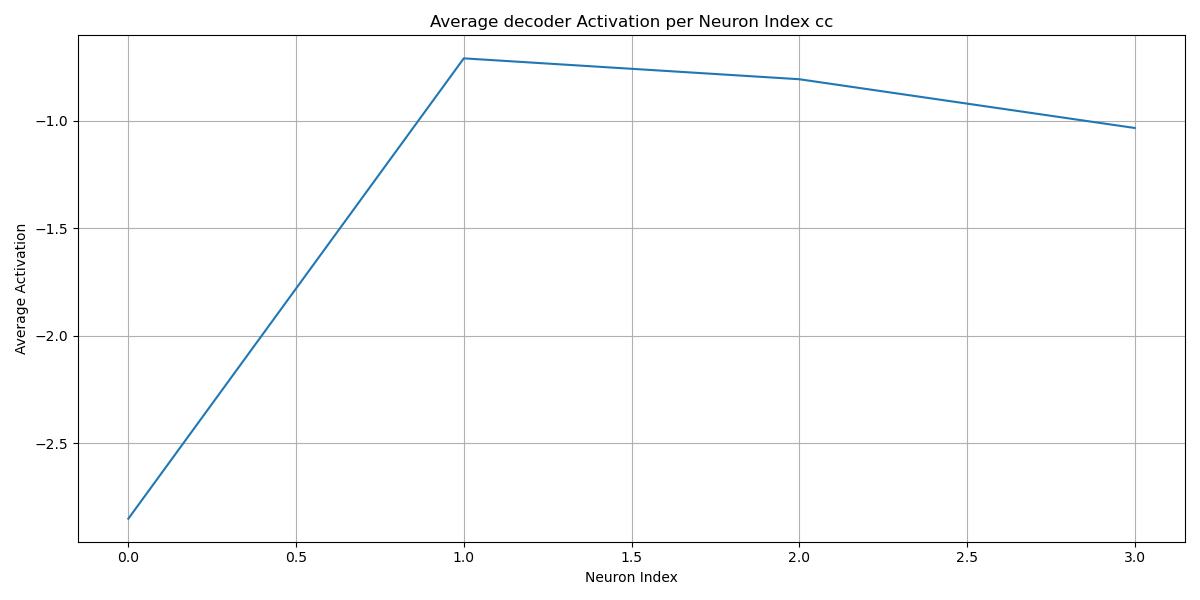 Average decoder Activation per Neuron Index cc
Average Activation
−1.0
−1.5
−2.0
−2.5
0.0 0.5 1.0 1.5 2.0 2.5 3.0
Neuron Index